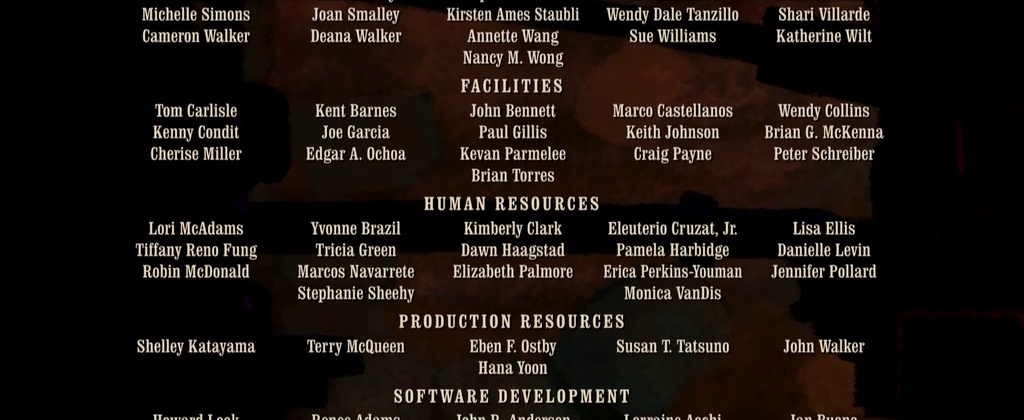 Michelle Simons Joan Smalley Kirsten Ames Staubli Wendy Dale Tanzillo Shari Villarde
Cameron Walker Deana Walker Annette Wang Sue Williams Katherine Wilt
Nancy M. Wong
FACILITIES
Tom Carlisle Kent Barnes John Bennett Marco Castellanos Wendy Collins
Kenny Condit Joe Garcia Paul Gillis Keith Johnson Brian G. McKenna
Cherise Miller Edgar A. Ochoa Kevan Parmelee Craig Payne Peter Schreiber
Brian Torres
HUMAN RESOURCES
Lori McAdams Yvonne Brazil Kimberly Clark Eleuterio Cruzat, Jr. Lisa Ellis
Tiffany Reno Fung Tricia Green Dawn Haagstad Pamela Harbidge Danielle Levin
Robin McDonald Marcos Navarrete Elizabeth Palmore Erica Perkins-Youman Jennifer Pollard
Stephanie Sheehy Monica VanDis
PRODUCTION RESOURCES
Shelley Katayama Terry McQueen Eben F. Ostby Susan T. Tatsuno John Walker
Hana Yoon
SOFTWARE DEVELOPMENT